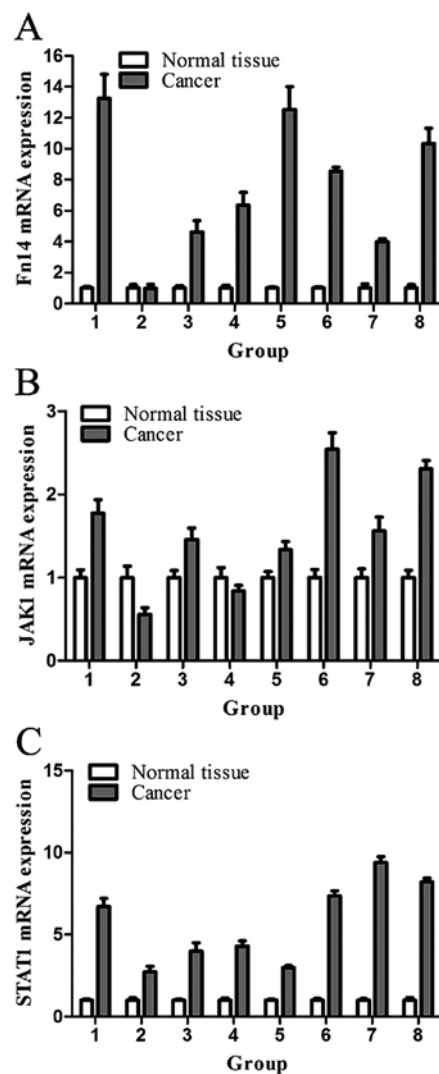 A
Normal tissue
Cancer
Fn14 mRNA expression
16
14
12
10
8
6
4
2
0
1 2 3 4 5 6 7 8
Group
B
Normal tissue
Cancer
JAK1 mRNA expression
3
2
1
0
1 2 3 4 5 6 7 8
Group
C
Normal tissue
Cancer
STAT1 mRNA expression
15
10
5
0
1 2 3 4 5 6 7 8
Group